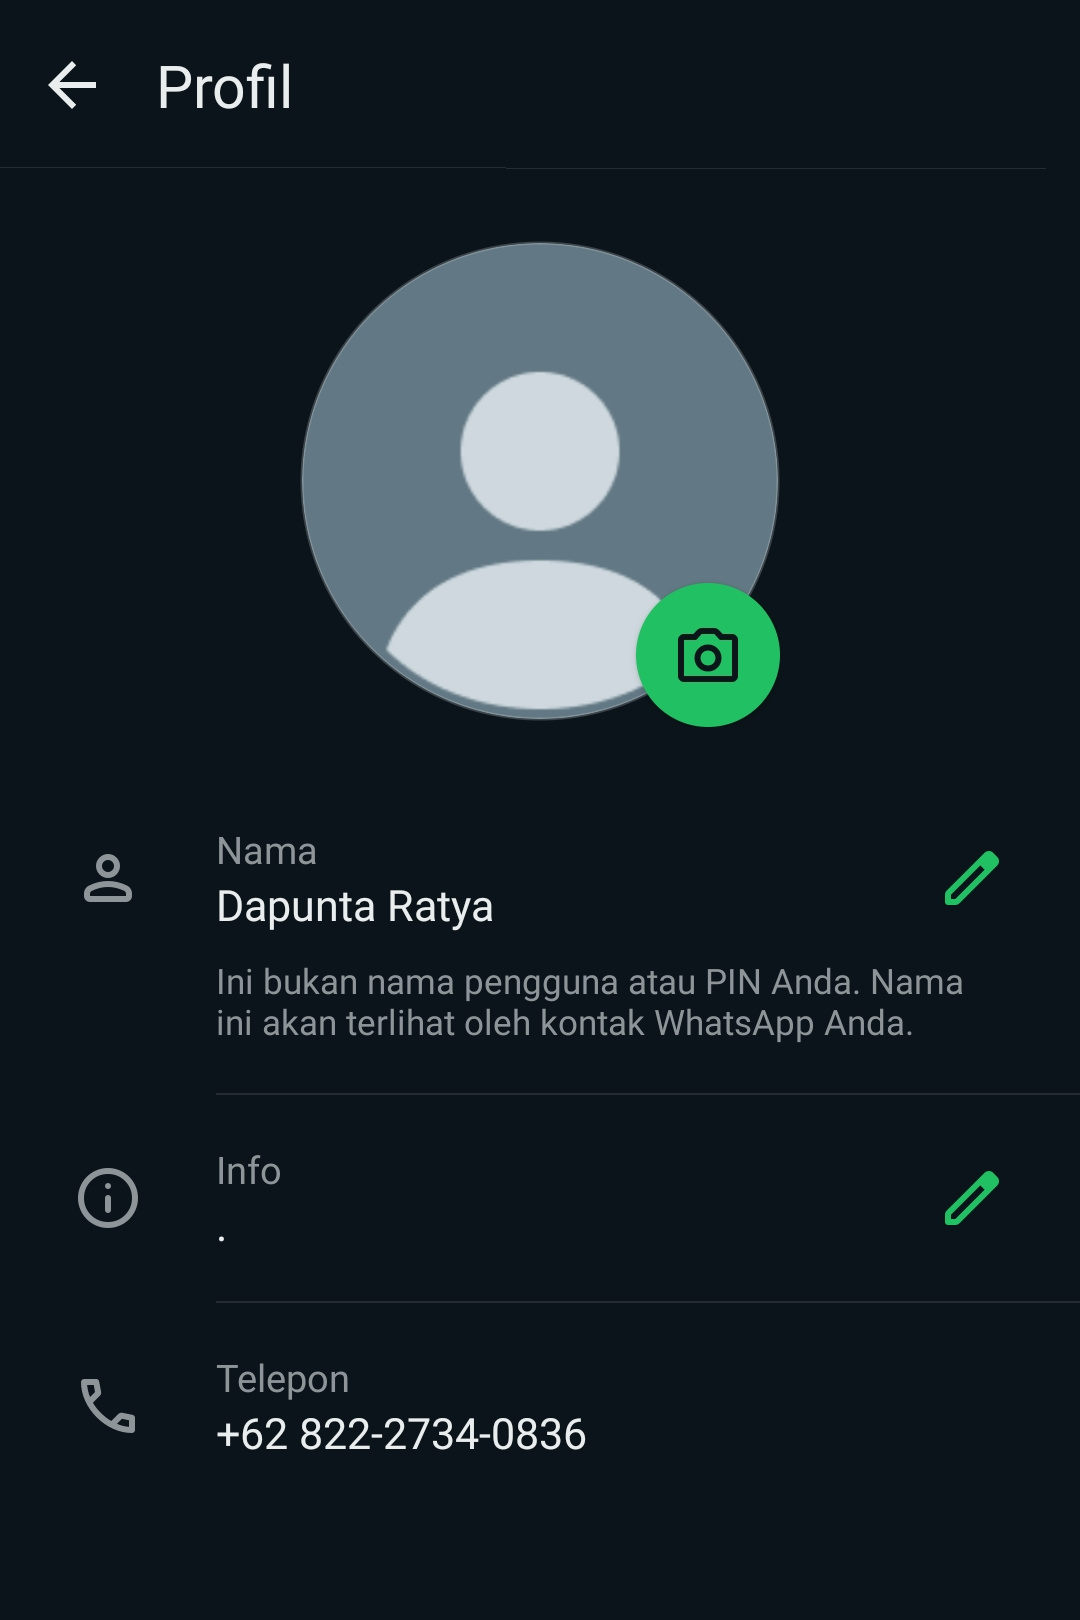 Profil
Nama
Dapunta Ratya
Ini bukan nama pengguna atau PIN Anda. Nama
ini akan terlihat oleh kontak WhatsApp Anda.
Info
.
Telepon
+62 822-2734-0836